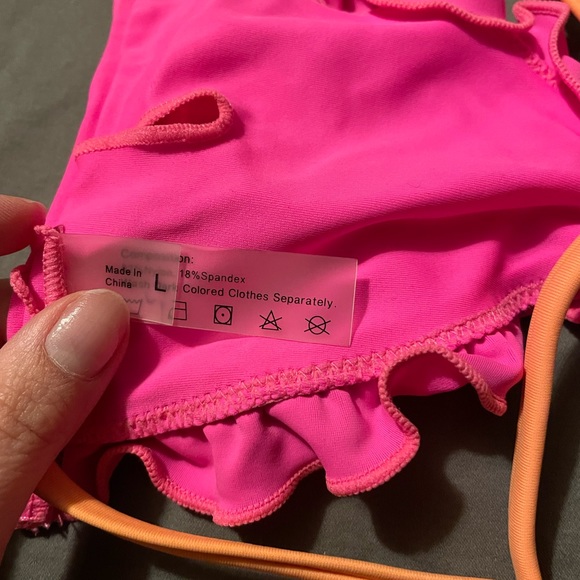 Composition:
18%Spandex
Made In
China
L
Colored Clothes Separately.